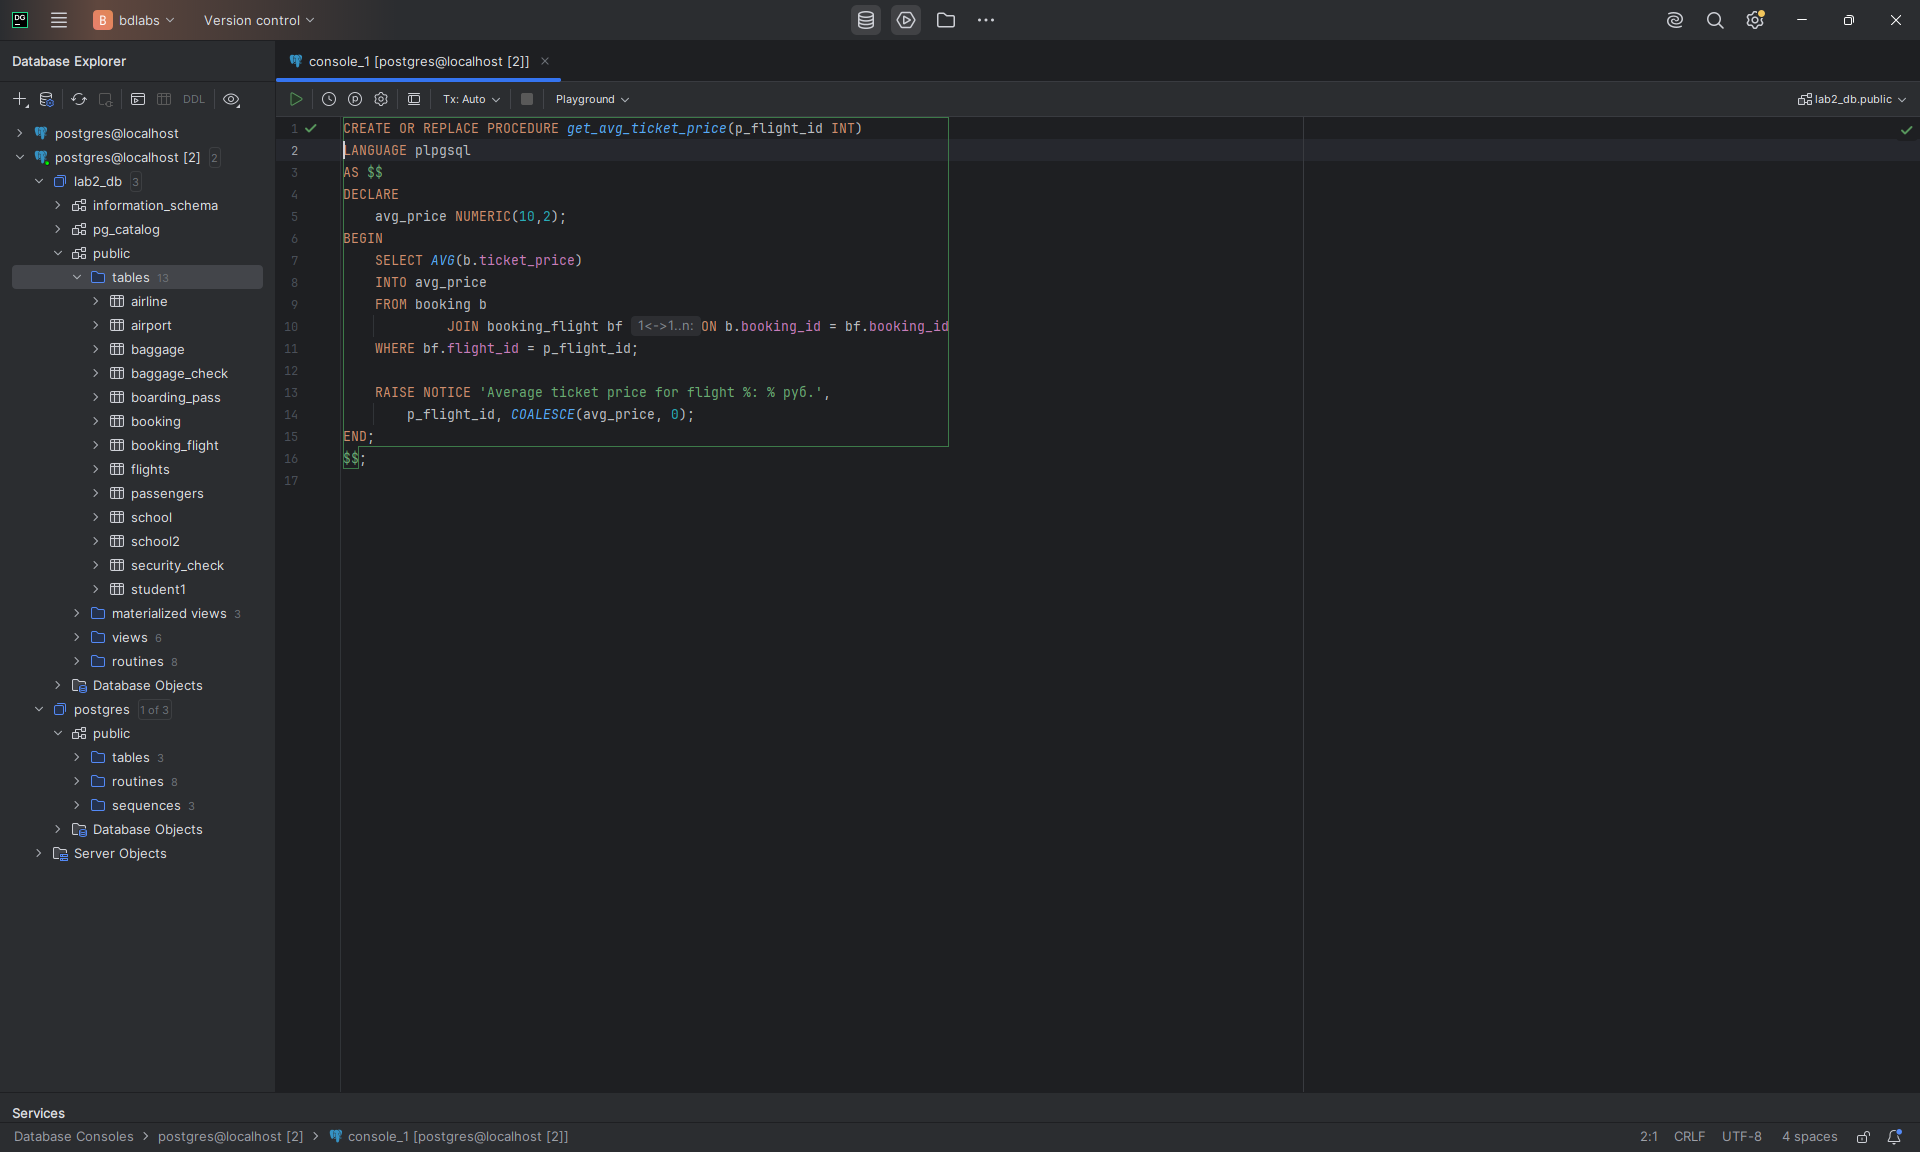 DG
B bdlabs Version control
Database Explorer
console_1 [postgres@localhost [2]]
DDL
Tx: Auto Playground lab2_db.public
postgres@localhost
postgres@localhost [2] 2
lab2_db 3
information_schema
pg_catalog
public
tables 13
airline
airport
baggage
baggage_check
boarding_pass
booking
booking_flight
flights
passengers
school
school2
security_check
student1
materialized views 3
views 6
routines 8
Database Objects
postgres 1 of 3
public
tables 3
routines 8
sequences 3
Database Objects
Server Objects
1 CREATE OR REPLACE PROCEDURE get_avg_ticket_price(p_flight_id INT)
2 LANGUAGE plpgsql
3 AS $$
4 DECLARE
5 avg_price NUMERIC(10,2);
6 BEGIN
7 SELECT AVG(b.ticket_price)
8 INTO avg_price
9 FROM booking b
10 JOIN booking_flight bf 1<->1..n: ON b.booking_id = bf.booking_id
11 WHERE bf.flight_id = p_flight_id;
12
13 RAISE NOTICE 'Average ticket price for flight %: % руб.',
14 p_flight_id, COALESCE(avg_price, 0);
15 END;
16 $$;
17
Services
Database Consoles > postgres@localhost [2] > console_1 [postgres@localhost [2]]
2:1 CRLF UTF-8 4 spaces